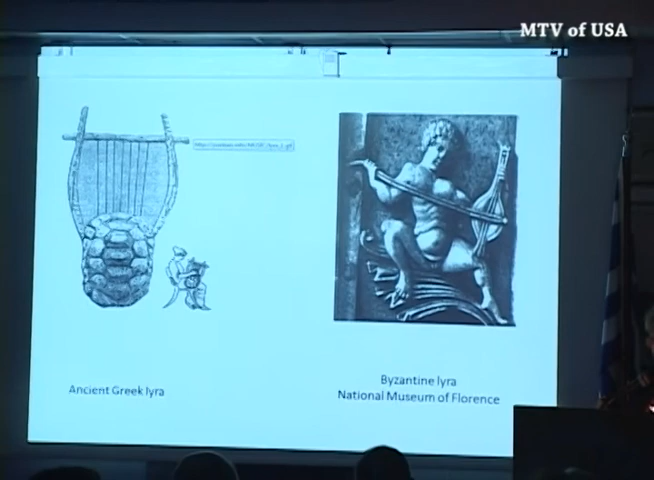 MTV of USA
Ancient Greek lyra
Byzantine lyra
National Museum of Florence